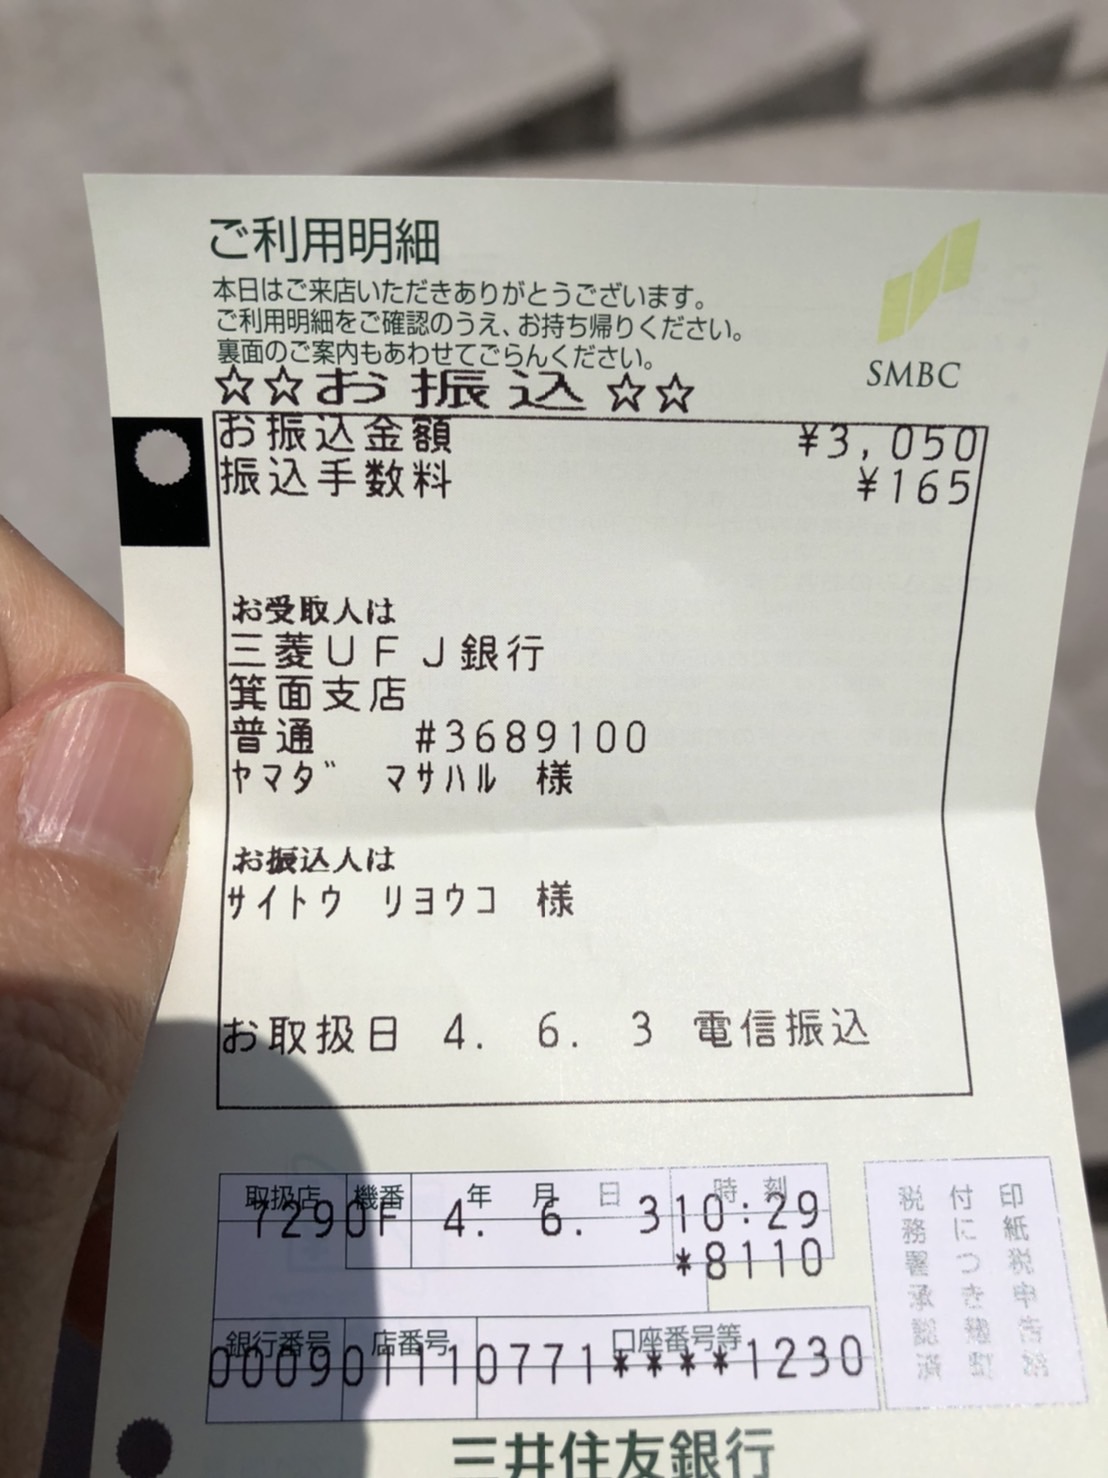 ご利用明細
本日はご来店いただきありがとうございます。
ご利用明細をご確認のうえ、お持ち帰りください。
裏面のご案内もあわせてごらんください。
SMBC
☆☆お振込☆☆
お振込金額 ¥3,050
振込手数料 ¥165
お受取人は
三菱UFJ銀行
箕面支店
普通 #3689100
ヤマダ マサハル 様
お振込人は
サイトウ リヨウコ 様
お取扱日 4. 6. 3 電信振込
取扱店 機番 年 月 日 時刻
7290F 4. 6. 310:29
*8110
銀行番号 店番号 口座番号等
000901110771****1230
印紙税申告納
付につき麹町
税務署承認済
三井住友銀行